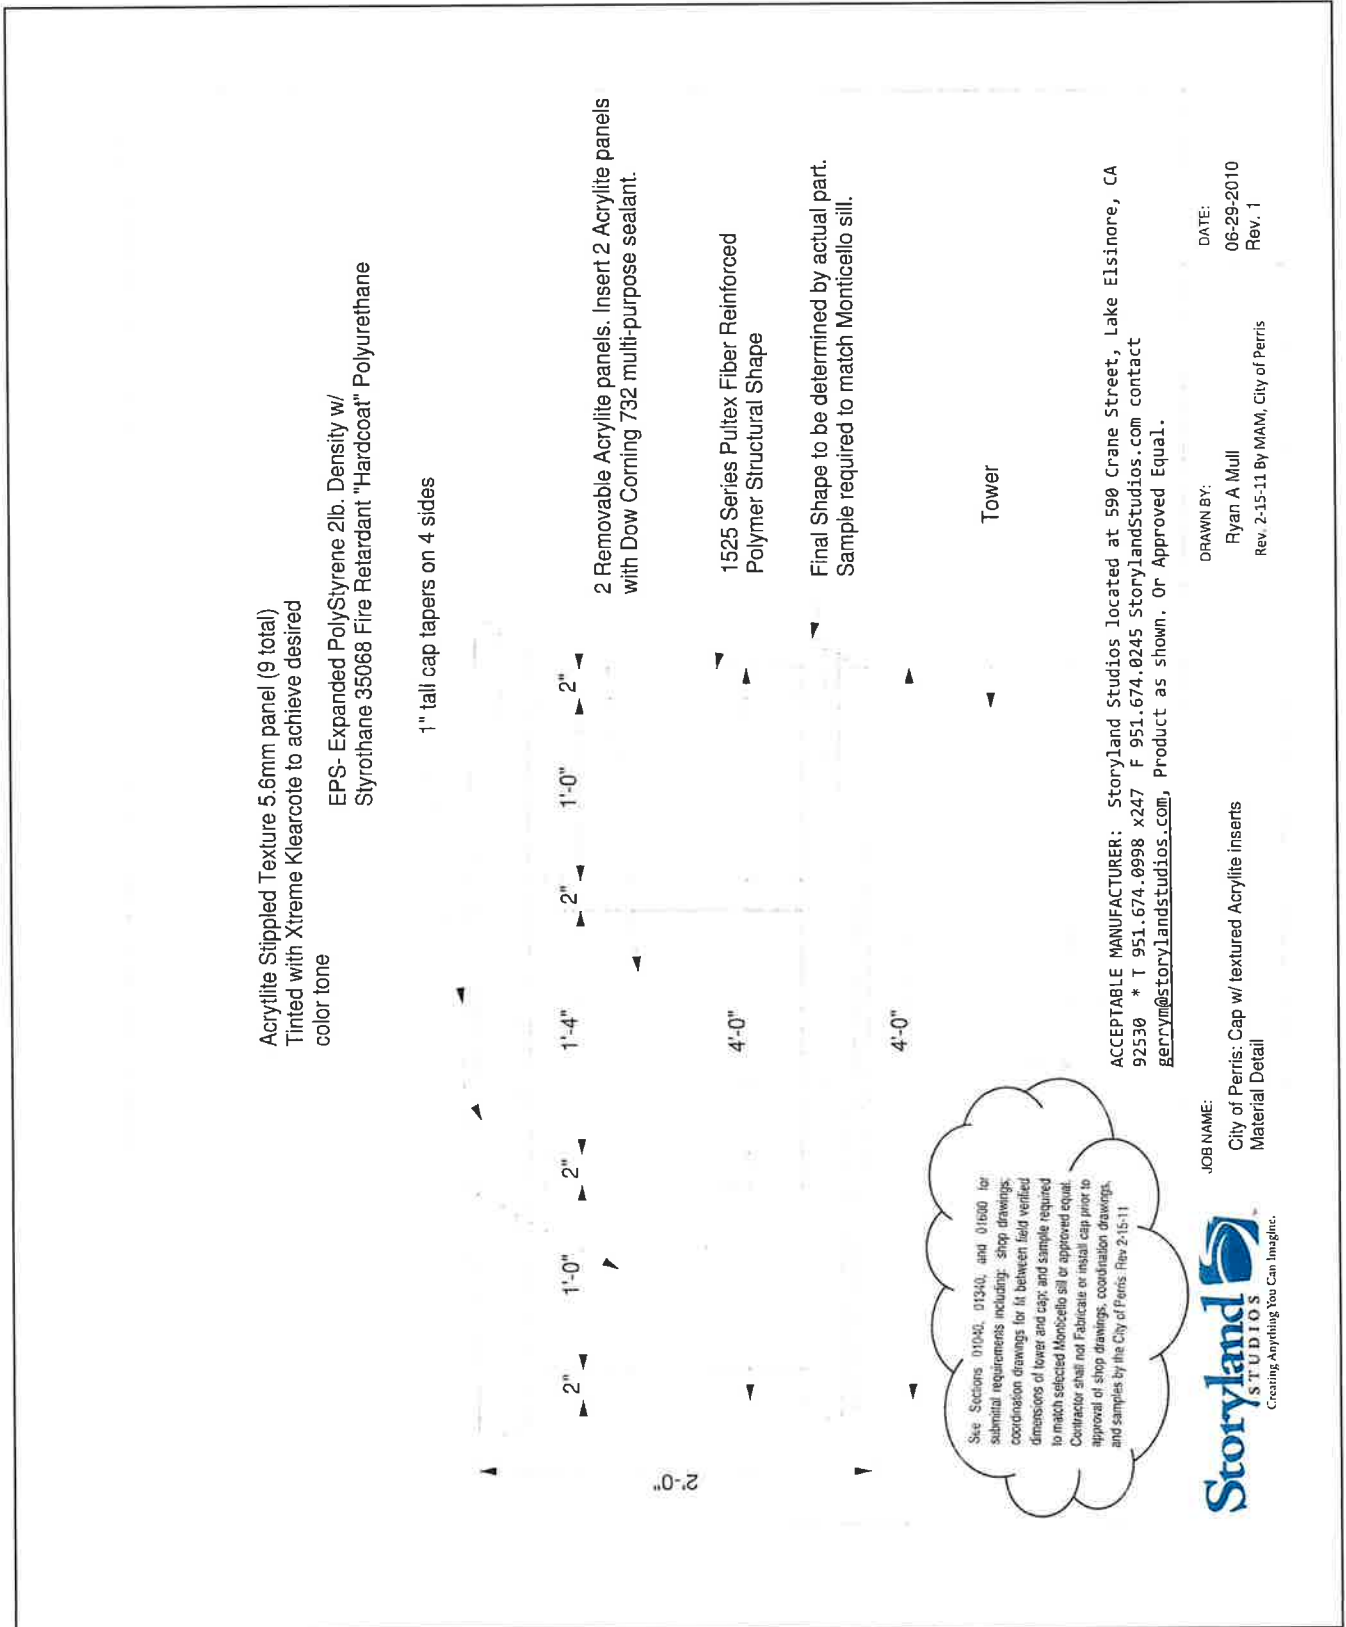 Acrytlite Stippled Texture 5.6mm panel (9 total)
Tinted with Xtreme Klearcote to achieve desired
color tone
EPS- Expanded PolyStyrene 2lb. Density w/
Styrothane 35068 Fire Retardant "Hardcoat" Polyurethane
1" tall cap tapers on 4 sides
2"
1'-0"
2"
1'-4"
2"
1'-0"
2"
2 Removable Acrylite panels. Insert 2 Acrylite panels
with Dow Corning 732 multi-purpose sealant.
2'-0"
4'-0"
1525 Series Pultex Fiber Reinforced
Polymer Structural Shape
Final Shape to be determined by actual part.
Sample required to match Monticello sill.
4'-0"
Tower
See Sections 01040, 01340, and 01600 for
submittal requirements including: shop drawings;
coordination drawings for fit between field verified
dimensions of tower and cap; and sample required
to match selected Monticello sill or approved equal.
Contractor shall not Fabricate or install cap prior to
approval of shop drawings, coordination drawings,
and samples by the City of Perris Rev 2-15-11
ACCEPTABLE MANUFACTURER: Storyland Studios located at 590 Crane Street, Lake Elsinore, CA
92530 * T 951.674.0998 x247 F 951.674.0245 StorylandStudios.com contact
gerrym@storylandstudios.com, Product as shown. Or Approved Equal.
Storyland
STUDIOS
Creating Anything You Can Imagine.
JOB NAME:
City of Perris: Cap w/ textured Acrylite inserts
Material Detail
DRAWN BY:
Ryan A Mull
Rev. 2-15-11 By MAM, City of Perris
DATE:
06-29-2010
Rev. 1